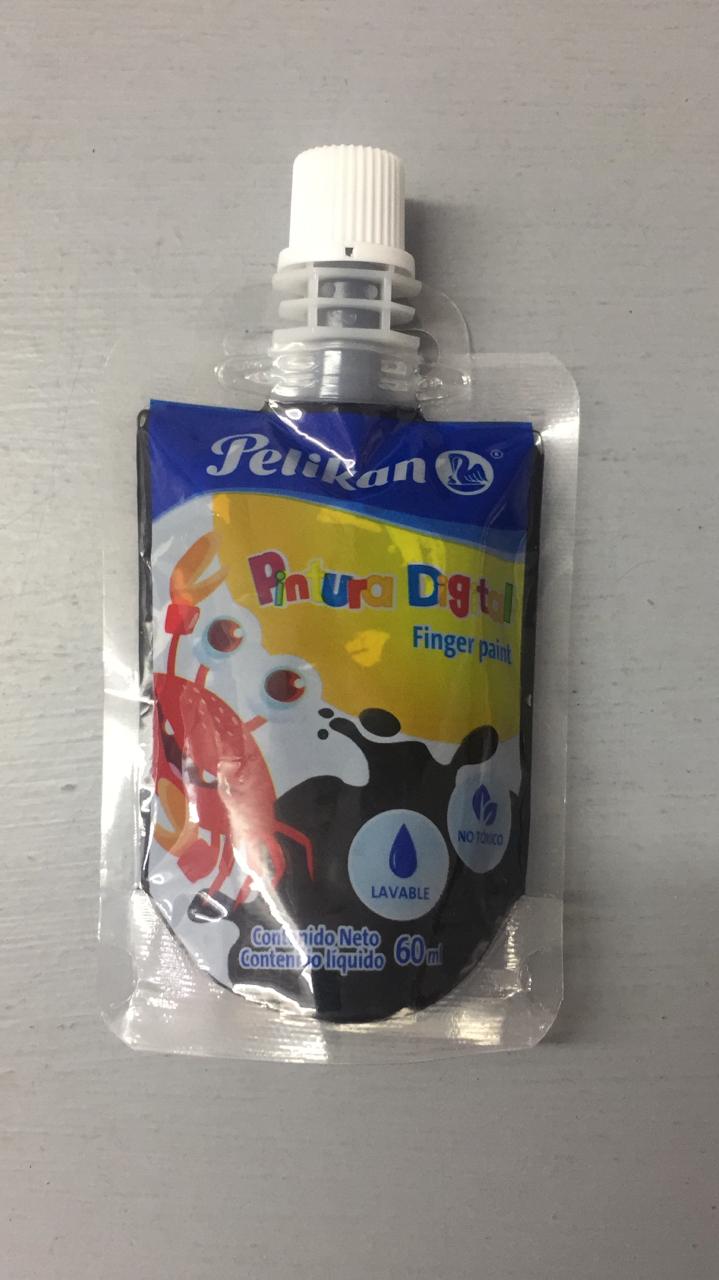 Pelikan®
Pintura Digital
Finger paint
NO TÓXICO
LAVABLE
Contenido Neto
Contenido líquido 60 ml